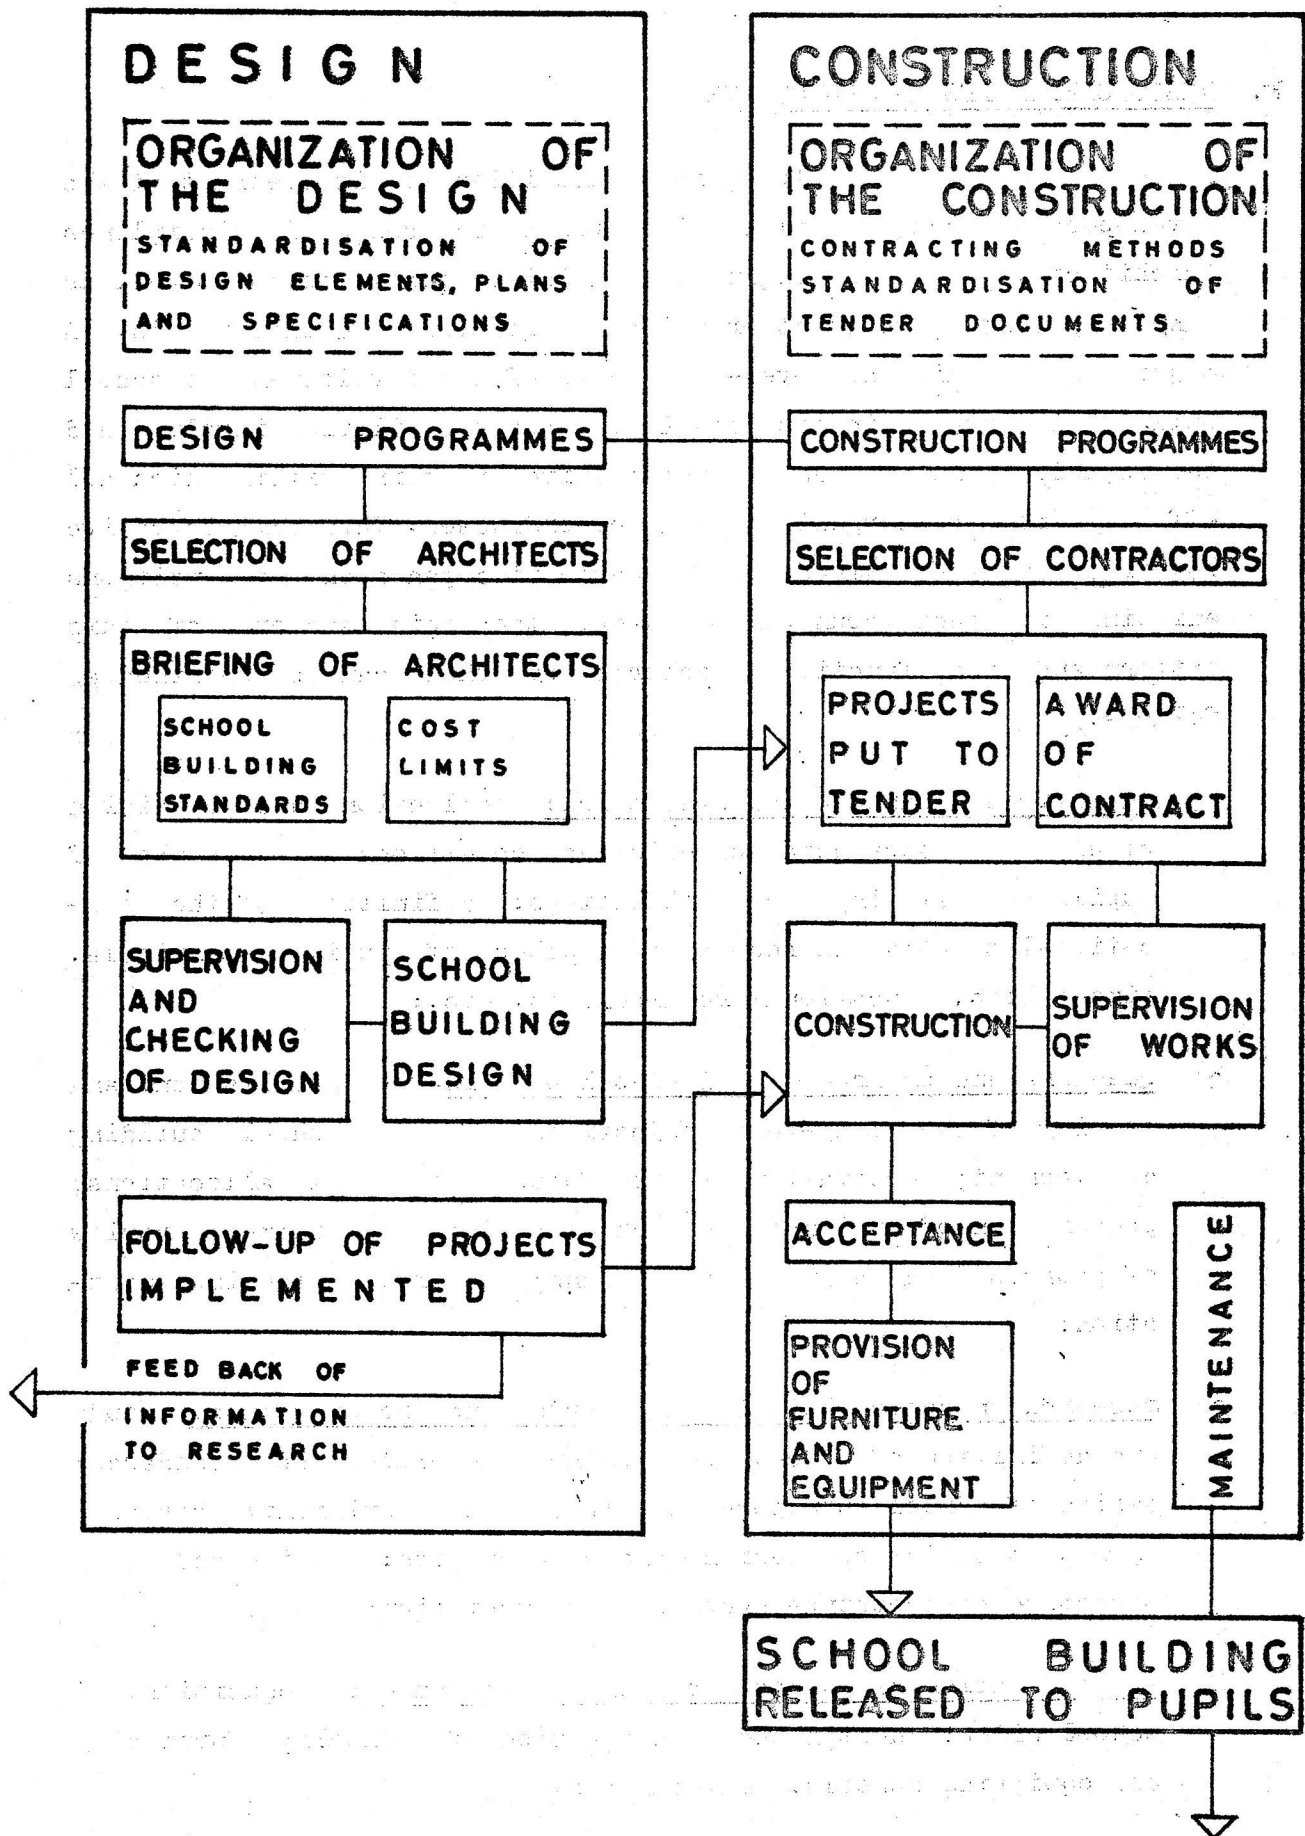 DESIGN
ORGANIZATION OF
THE DESIGN
STANDARDISATION OF
DESIGN ELEMENTS, PLANS
AND SPECIFICATIONS
DESIGN PROGRAMMES
SELECTION OF ARCHITECTS
BRIEFING OF ARCHITECTS
SCHOOL
BUILDING
STANDARDS
COST
LIMITS
SUPERVISION
AND
CHECKING
OF DESIGN
SCHOOL
BUILDING
DESIGN
FOLLOW-UP OF PROJECTS
IMPLEMENTED
FEED BACK OF
INFORMATION
TO RESEARCH
CONSTRUCTION
ORGANIZATION OF
THE CONSTRUCTION
CONTRACTING METHODS
STANDARDISATION OF
TENDER DOCUMENTS
CONSTRUCTION PROGRAMMES
SELECTION OF CONTRACTORS
PROJECTS
PUT TO
TENDER
AWARD
OF
CONTRACT
CONSTRUCTION
SUPERVISION
OF WORKS
ACCEPTANCE
PROVISION
OF
FURNITURE
AND
EQUIPMENT
MAINTENANCE
SCHOOL BUILDING
RELEASED TO PUPILS